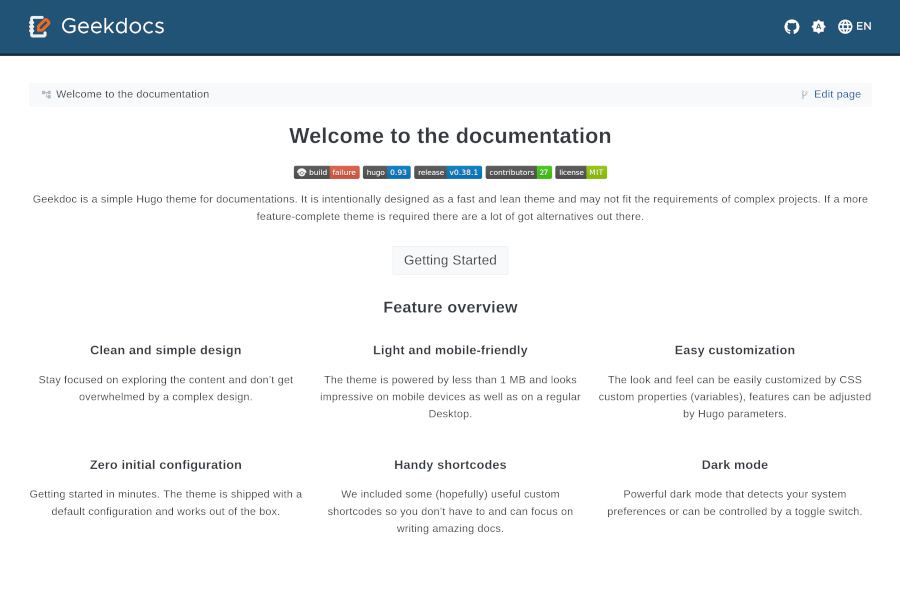 Geekdocs
A
EN
Welcome to the documentation
Edit page
Welcome to the documentation
build failure hugo 0.93 release v0.38.1 contributors 27 license MIT
Geekdoc is a simple Hugo theme for documentations. It is intentionally designed as a fast and lean theme and may not fit the requirements of complex projects. If a more
feature-complete theme is required there are a lot of got alternatives out there.
Getting Started
Feature overview
Clean and simple design
Stay focused on exploring the content and don't get
overwhelmed by a complex design.
Light and mobile-friendly
The theme is powered by less than 1 MB and looks
impressive on mobile devices as well as on a regular
Desktop.
Easy customization
The look and feel can be easily customized by CSS
custom properties (variables), features can be adjusted
by Hugo parameters.
Zero initial configuration
Getting started in minutes. The theme is shipped with a
default configuration and works out of the box.
Handy shortcodes
We included some (hopefully) useful custom
shortcodes so you don't have to and can focus on
writing amazing docs.
Dark mode
Powerful dark mode that detects your system
preferences or can be controlled by a toggle switch.